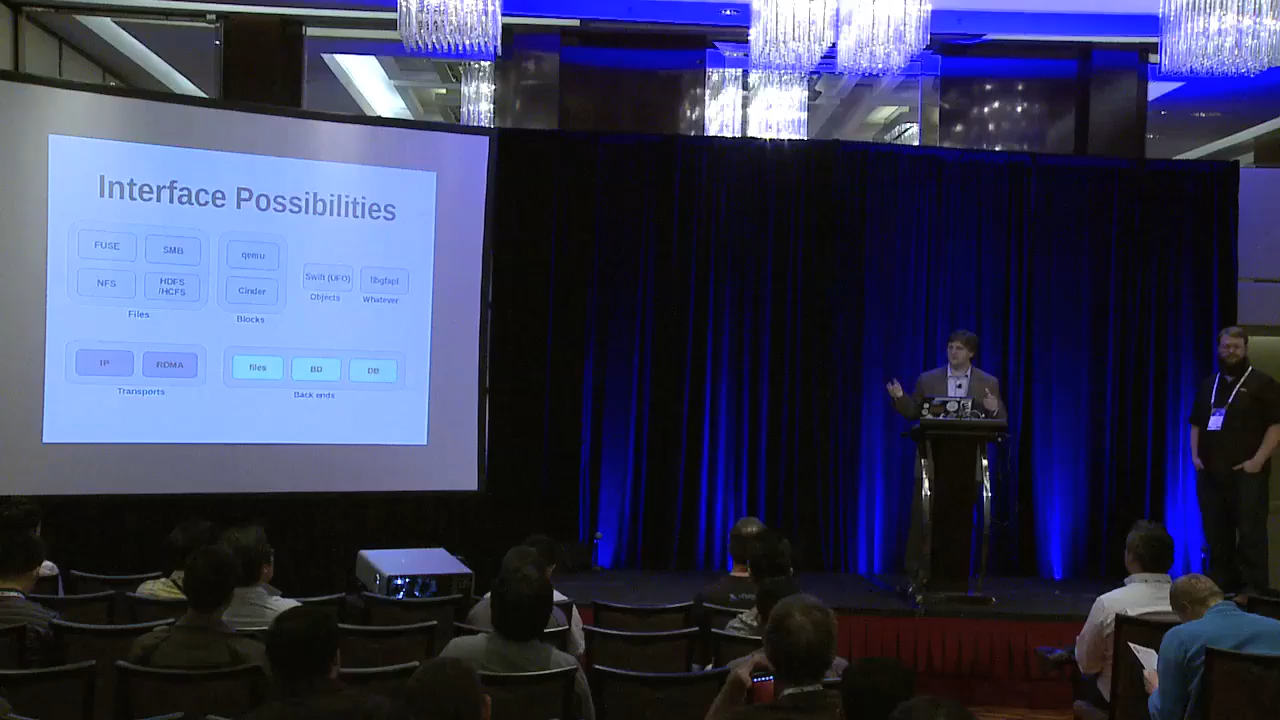 Interface Possibilities
FUSE
SMB
NFS
HDFS
/HCFS
Files
qemu
Cinder
Blocks
Swift (UFO)
Objects
libgfapi
Whatever
IP
RDMA
Transports
files
BD
DB
Back ends